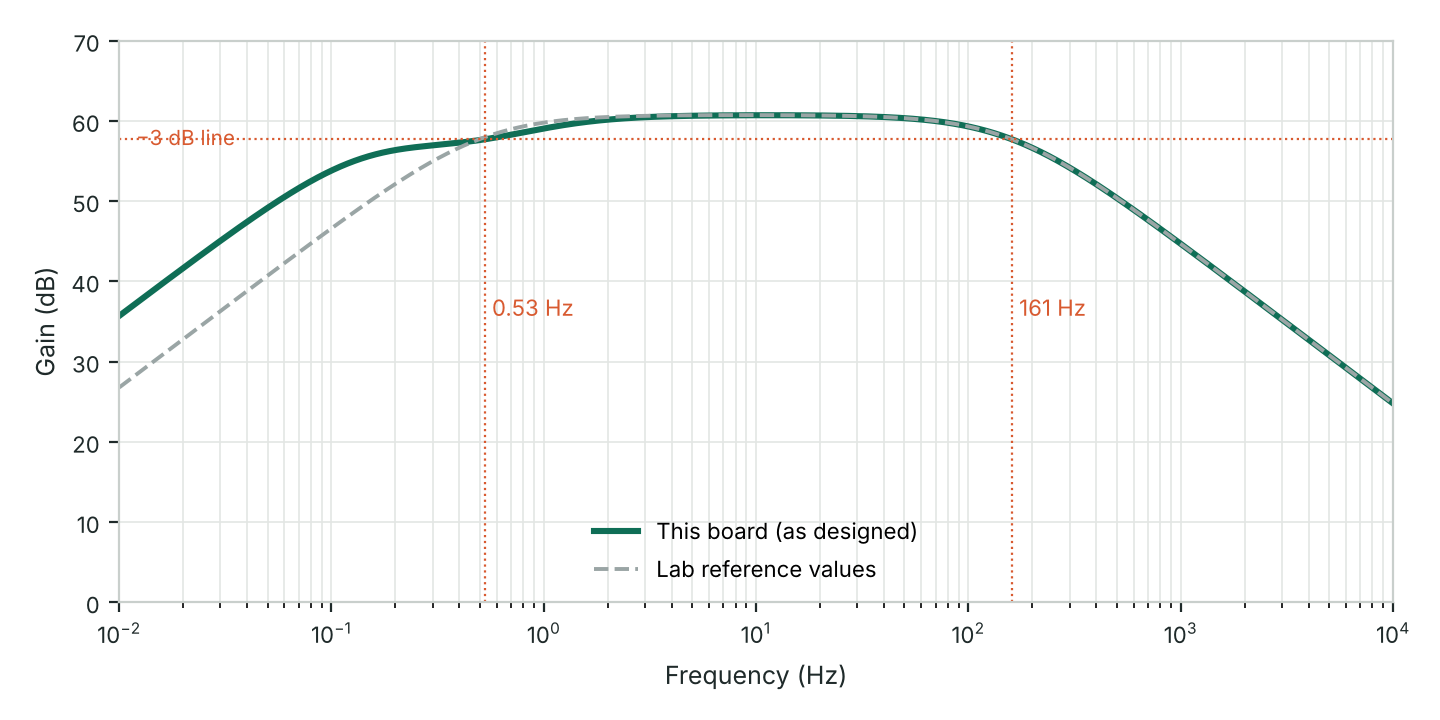 70
60
50
40
30
20
10
0
Gain (dB)
−3 dB line
0.53 Hz
161 Hz
This board (as designed)
Lab reference values
10⁻²
10⁻¹
10⁰
10¹
10²
10³
10⁴
Frequency (Hz)